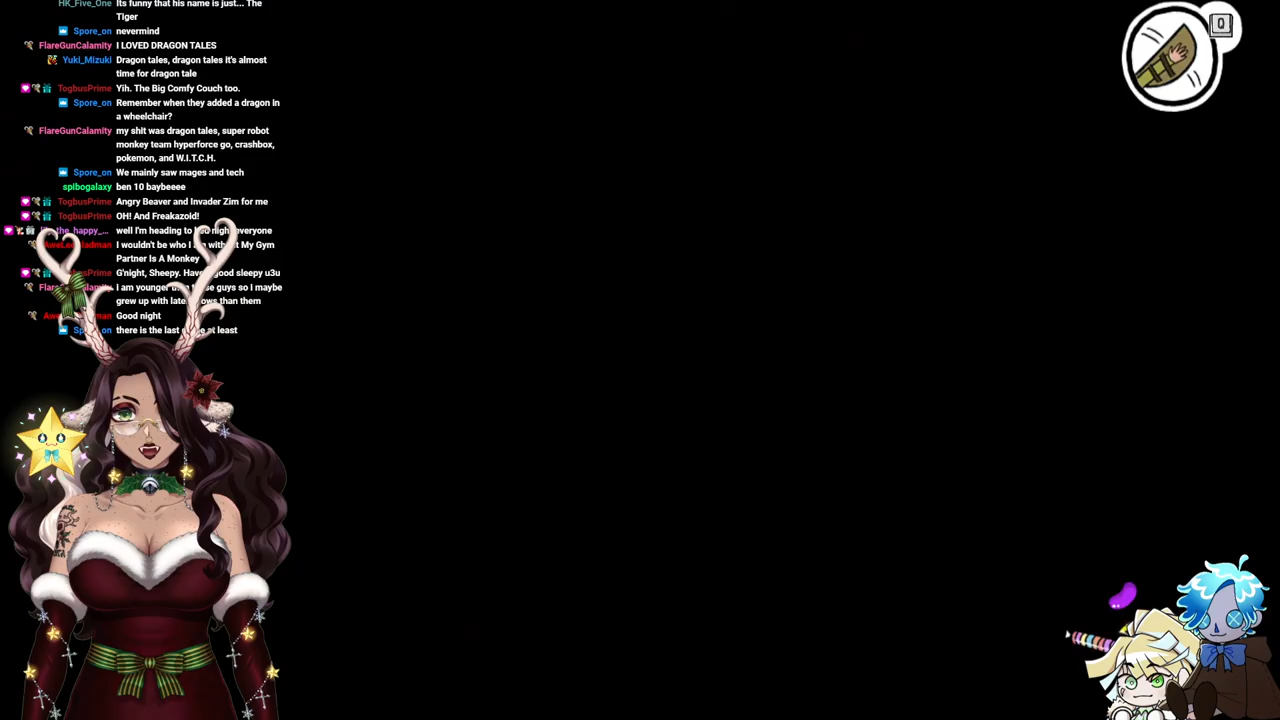 HK_Five_One Its funny that his name is just... The
Tiger
Spore_on nevermind
FlareGunCalamity I LOVED DRAGON TALES
Yuki_Mizuki Dragon tales, dragon tales it's almost
time for dragon tale
TogbusPrime Yih. The Big Comfy Couch too.
Spore_on Remember when they added a dragon in
a wheelchair?
FlareGunCalamity my shit was dragon tales, super robot
monkey team hyperforce go, crashbox,
pokemon, and W.I.T.C.H.
Spore_on We mainly saw mages and tech
splbogalaxy ben 10 baybeeee
TogbusPrime Angry Beaver and Invader Zim for me
TogbusPrime OH! And Freakazoid!
well I'm heading to everyone
I wouldn't be who I My Gym
Partner Is A Monkey
G'night, Sheepy. Have good sleepy u3u
I am younger guys so i maybe
grew up with than them
Good night
there is the last at least
Q